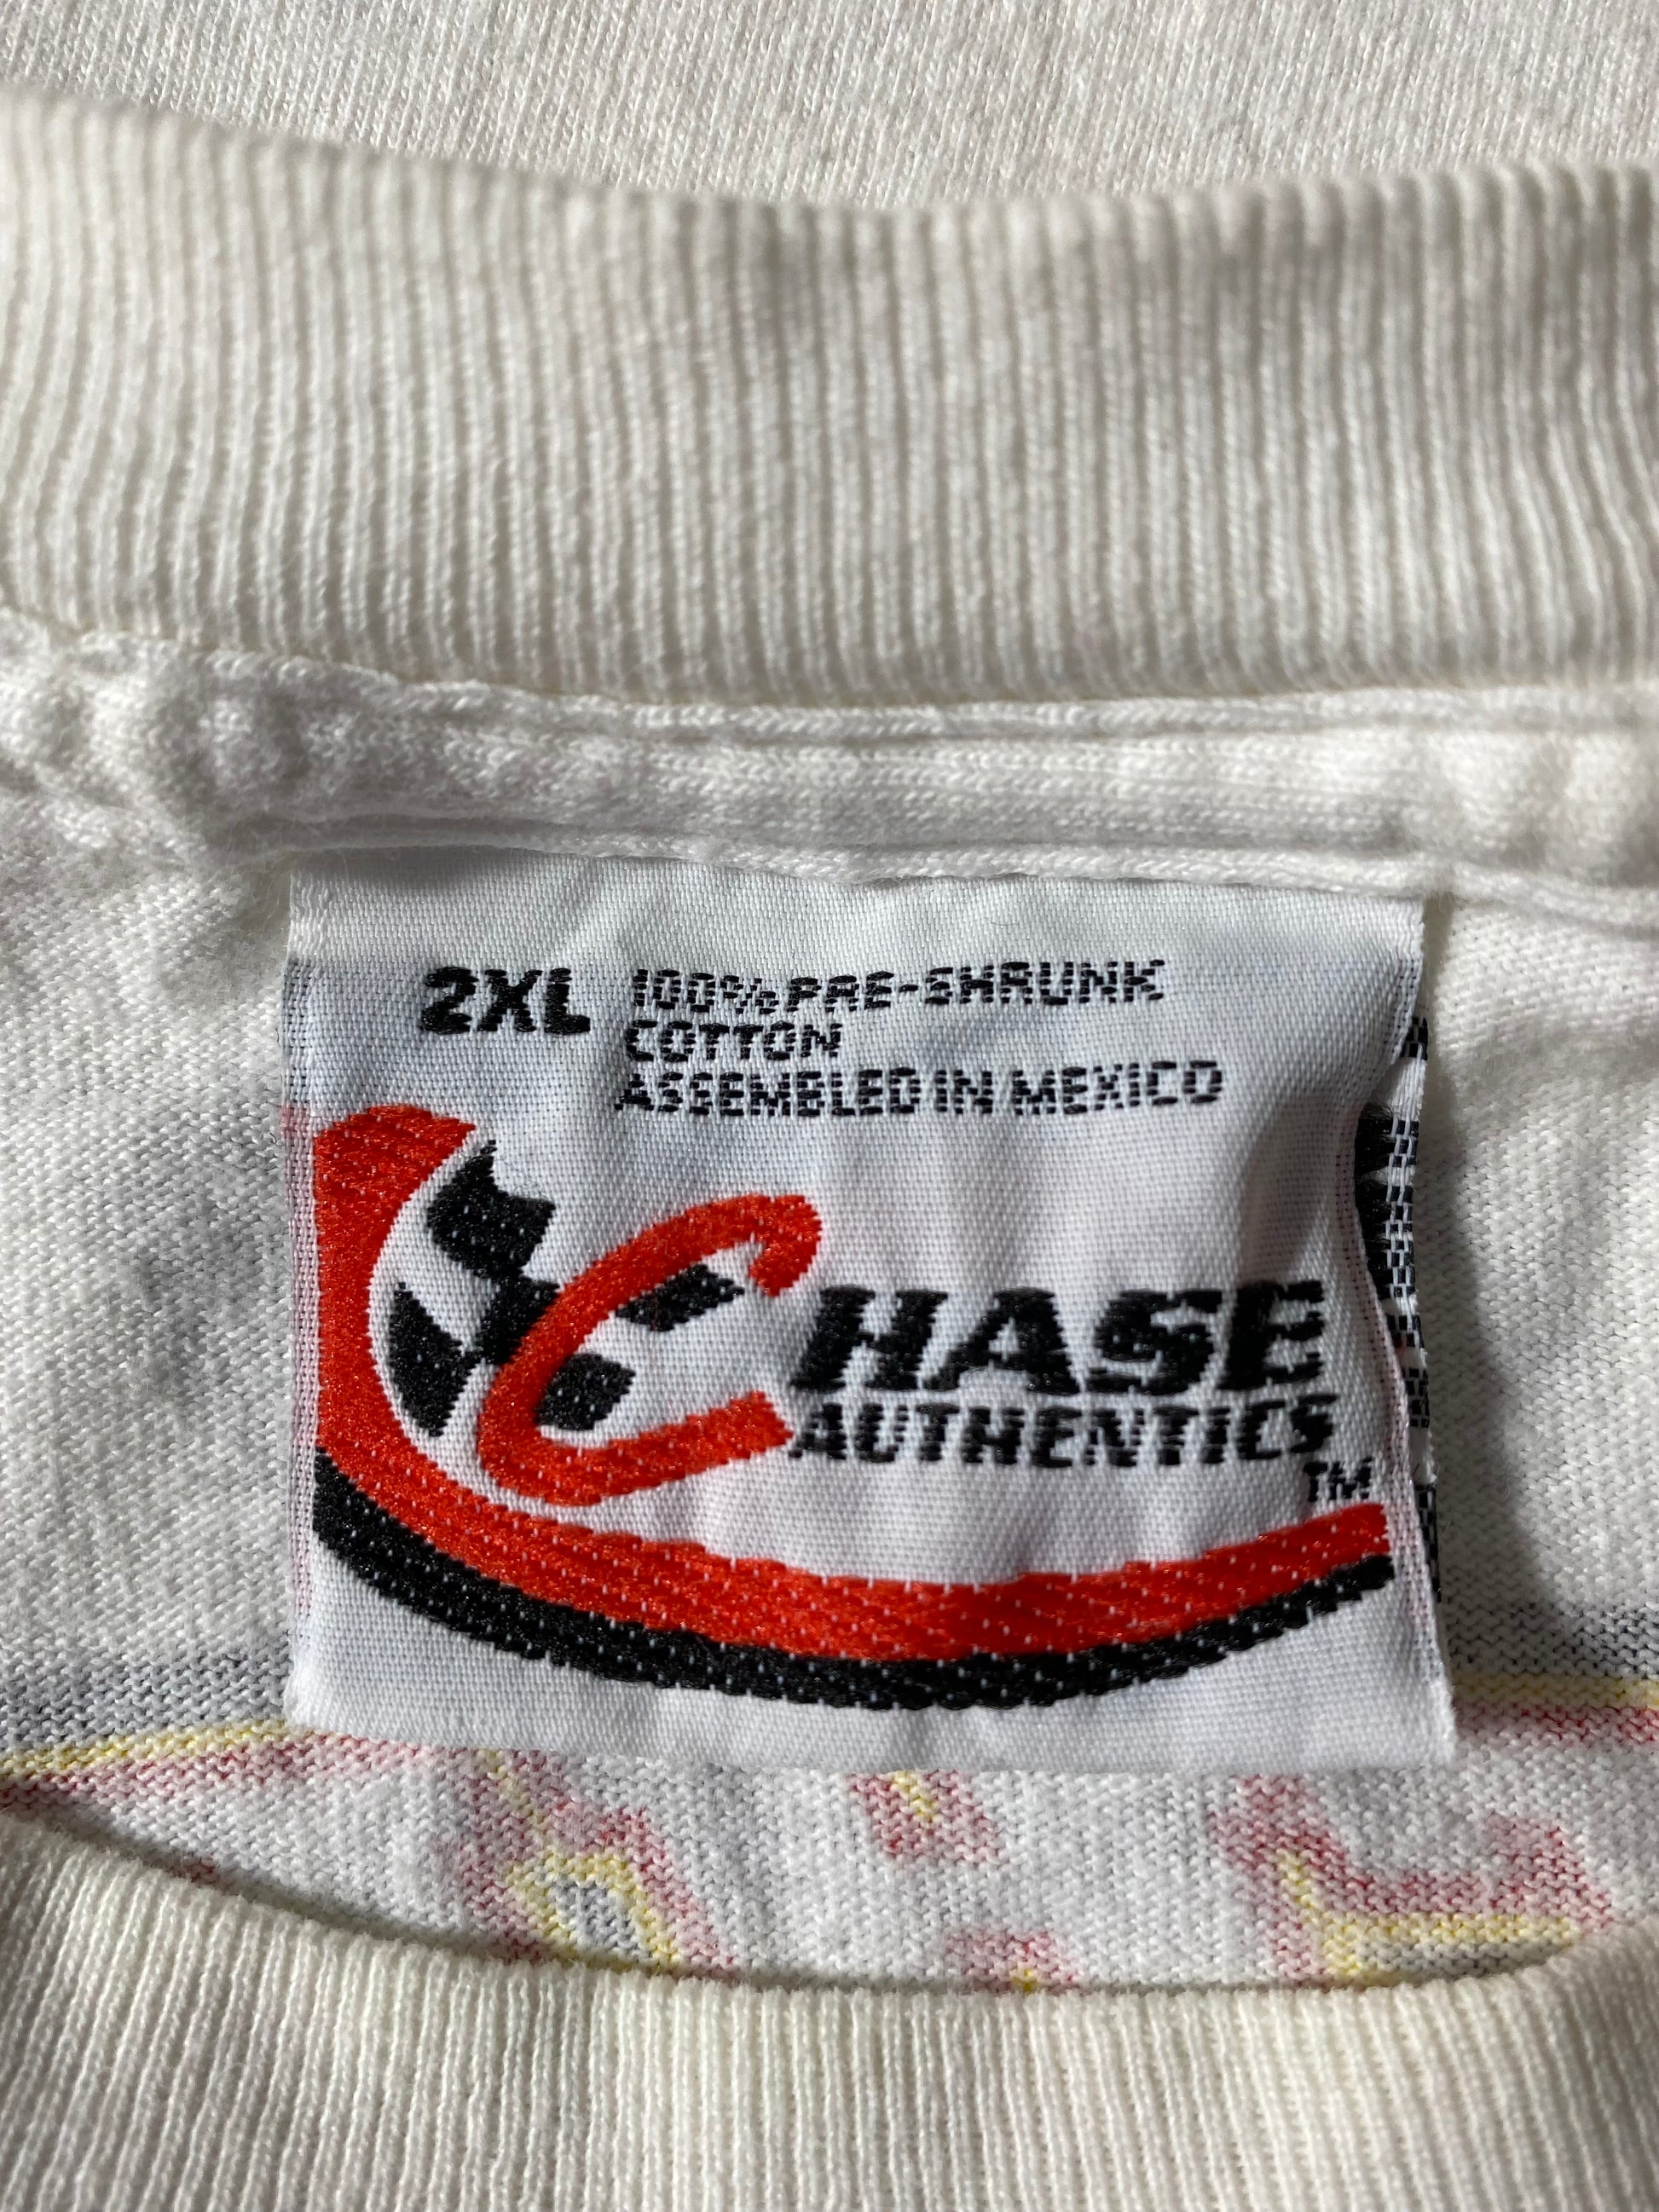 2XL 100% PRE-SHRUNK
COTTON
ASSEMBLED IN MEXICO
CHASE
AUTHENTICS
TM